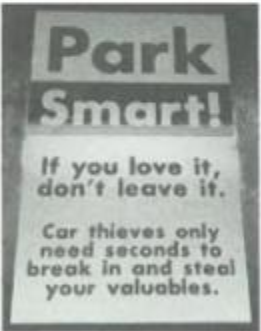 Park
Smart!
If you love it,
don't leave it.
Car thieves only
need seconds to
break in and steal
your valuables.